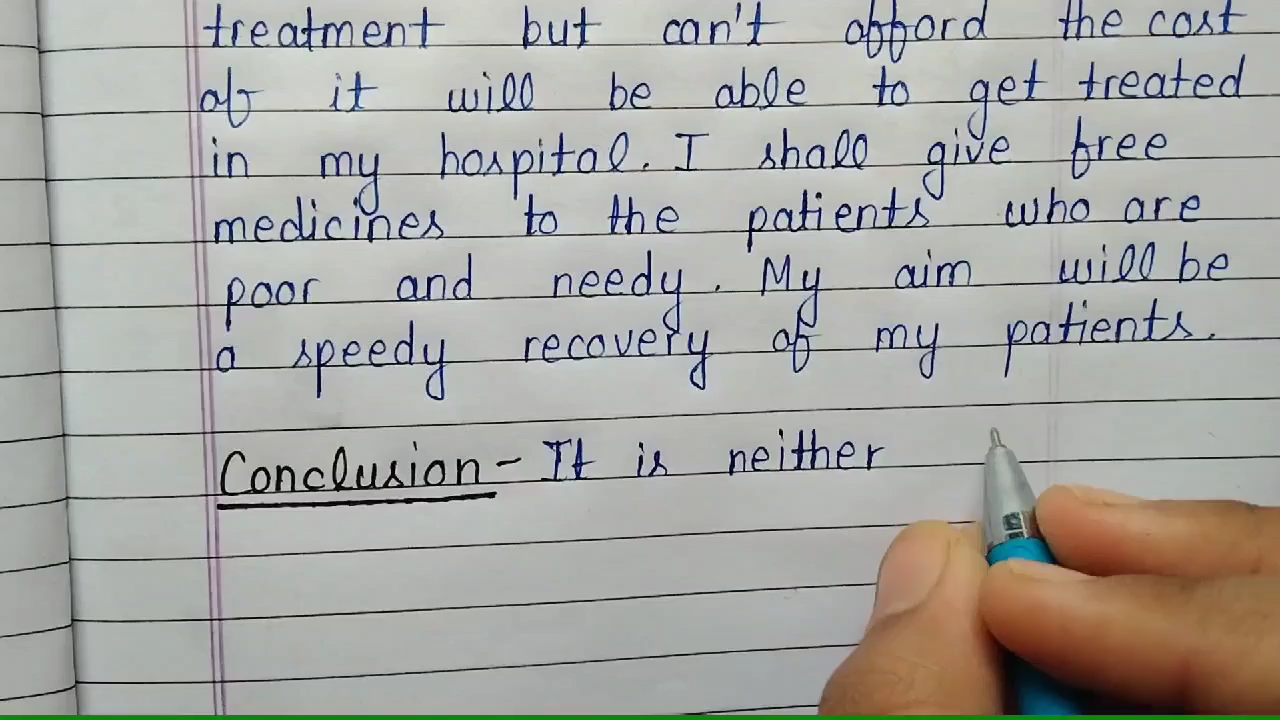 treatment but can't afford the cost
of it will be able to get treated
in my hospital. I shall give free
medicines to the patients who are
poor and needy. My aim will be
a speedy recovery of my patients.
Conclusion - It is neither